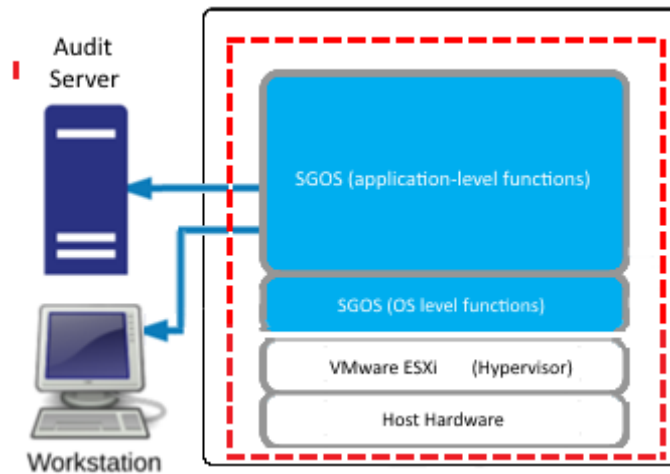 Audit
Server
SGOS (application-level functions)
SGOS (OS level functions)
VMware ESXi (Hypervisor)
Host Hardware
Workstation